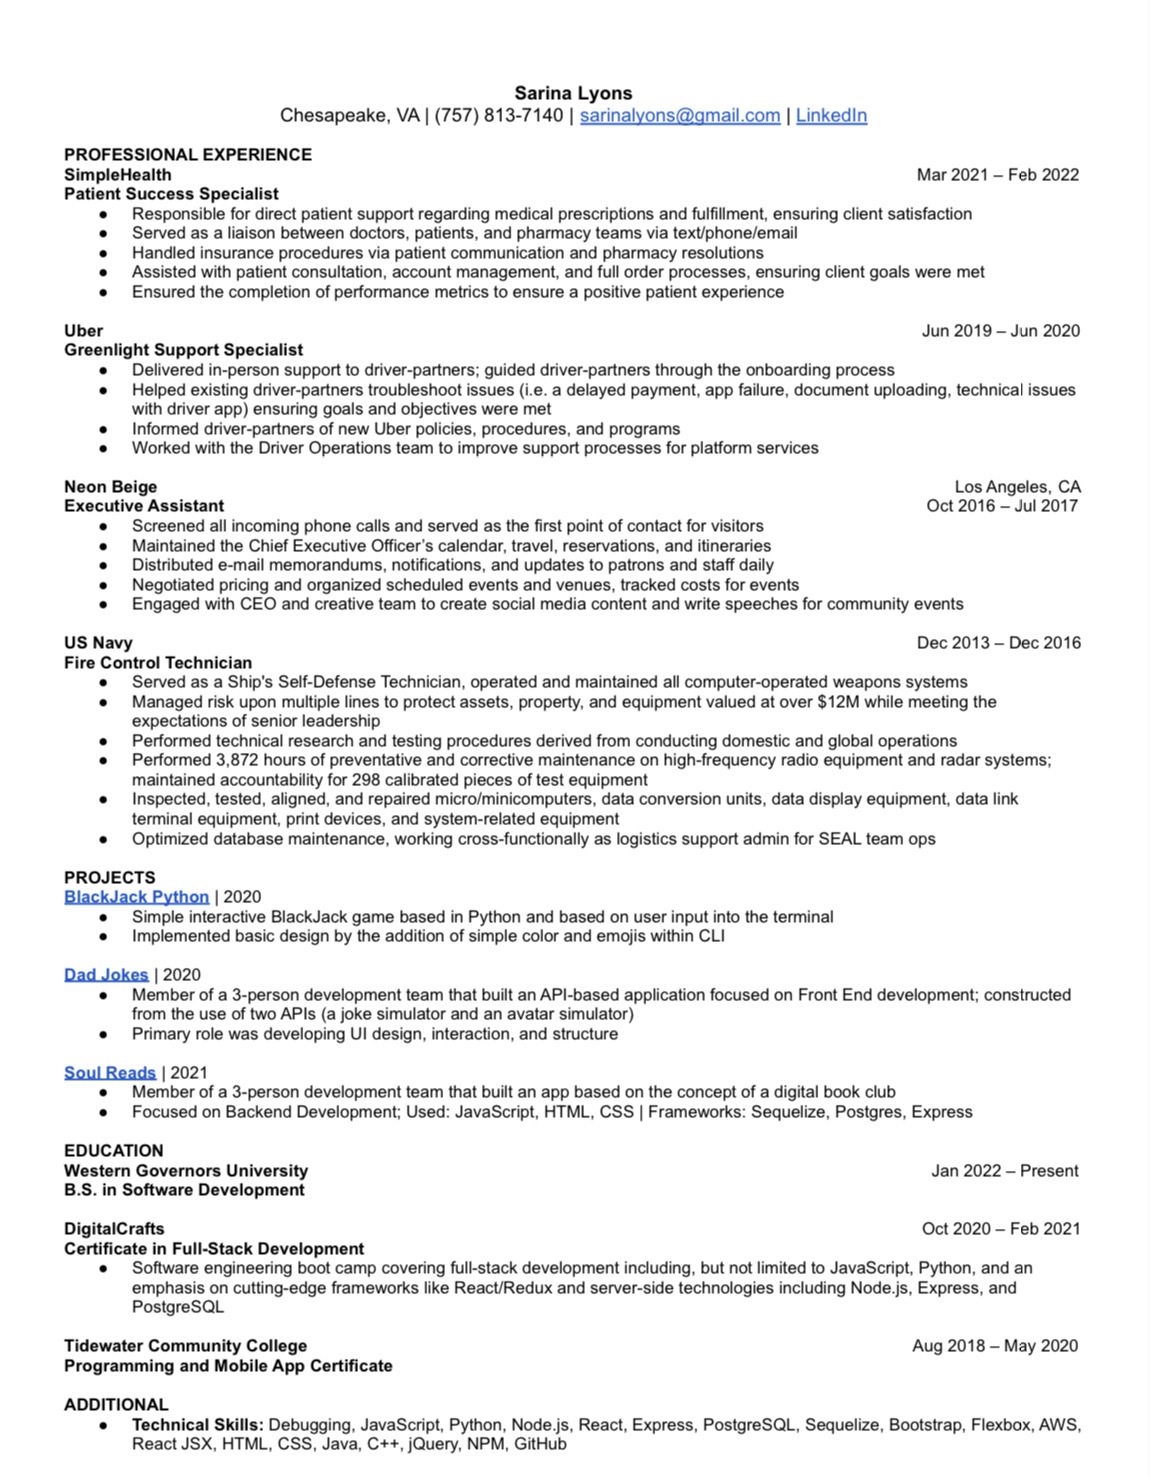 Sarina Lyons
Chesapeake, VA | (757) 813-7140 | sarinalyons@gmail.com | LinkedIn
PROFESSIONAL EXPERIENCE
SimpleHealth Mar 2021 – Feb 2022
Patient Success Specialist
● Responsible for direct patient support regarding medical prescriptions and fulfillment, ensuring client satisfaction
● Served as a liaison between doctors, patients, and pharmacy teams via text/phone/email
● Handled insurance procedures via patient communication and pharmacy resolutions
● Assisted with patient consultation, account management, and full order processes, ensuring client goals were met
● Ensured the completion of performance metrics to ensure a positive patient experience
Uber Jun 2019 – Jun 2020
Greenlight Support Specialist
● Delivered in-person support to driver-partners; guided driver-partners through the onboarding process
● Helped existing driver-partners troubleshoot issues (i.e. a delayed payment, app failure, document uploading, technical issues
with driver app) ensuring goals and objectives were met
● Informed driver-partners of new Uber policies, procedures, and programs
● Worked with the Driver Operations team to improve support processes for platform services
Neon Beige Los Angeles, CA
Executive Assistant Oct 2016 – Jul 2017
● Screened all incoming phone calls and served as the first point of contact for visitors
● Maintained the Chief Executive Officer’s calendar, travel, reservations, and itineraries
● Distributed e-mail memorandums, notifications, and updates to patrons and staff daily
● Negotiated pricing and organized scheduled events and venues, tracked costs for events
● Engaged with CEO and creative team to create social media content and write speeches for community events
US Navy Dec 2013 – Dec 2016
Fire Control Technician
● Served as a Ship's Self-Defense Technician, operated and maintained all computer-operated weapons systems
● Managed risk upon multiple lines to protect assets, property, and equipment valued at over $12M while meeting the
expectations of senior leadership
● Performed technical research and testing procedures derived from conducting domestic and global operations
● Performed 3,872 hours of preventative and corrective maintenance on high-frequency radio equipment and radar systems;
maintained accountability for 298 calibrated pieces of test equipment
● Inspected, tested, aligned, and repaired micro/minicomputers, data conversion units, data display equipment, data link
terminal equipment, print devices, and system-related equipment
● Optimized database maintenance, working cross-functionally as logistics support admin for SEAL team ops
PROJECTS
BlackJack Python | 2020
● Simple interactive BlackJack game based in Python and based on user input into the terminal
● Implemented basic design by the addition of simple color and emojis within CLI
Dad Jokes | 2020
● Member of a 3-person development team that built an API-based application focused on Front End development; constructed
from the use of two APIs (a joke simulator and an avatar simulator)
● Primary role was developing UI design, interaction, and structure
Soul Reads | 2021
● Member of a 3-person development team that built an app based on the concept of a digital book club
● Focused on Backend Development; Used: JavaScript, HTML, CSS | Frameworks: Sequelize, Postgres, Express
EDUCATION
Western Governors University Jan 2022 – Present
B.S. in Software Development
DigitalCrafts Oct 2020 – Feb 2021
Certificate in Full-Stack Development
● Software engineering boot camp covering full-stack development including, but not limited to JavaScript, Python, and an
emphasis on cutting-edge frameworks like React/Redux and server-side technologies including Node.js, Express, and
PostgreSQL
Tidewater Community College Aug 2018 – May 2020
Programming and Mobile App Certificate
ADDITIONAL
● Technical Skills: Debugging, JavaScript, Python, Node.js, React, Express, PostgreSQL, Sequelize, Bootstrap, Flexbox, AWS,
React JSX, HTML, CSS, Java, C++, jQuery, NPM, GitHub